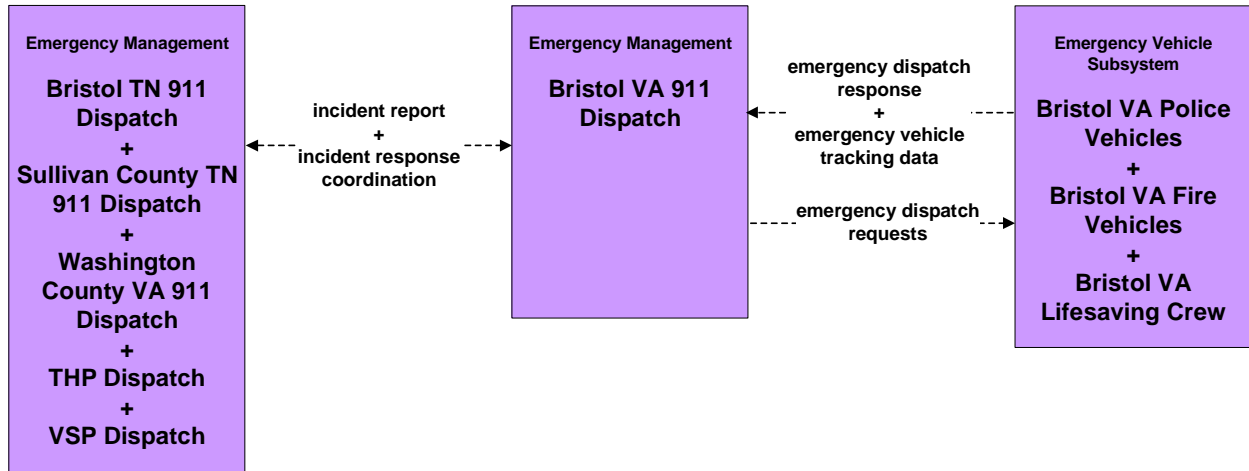 Emergency Management
Bristol TN 911
Dispatch
+
Sullivan County TN
911 Dispatch
+
Washington
County VA 911
Dispatch
+
THP Dispatch
+
VSP Dispatch
incident report
+
incident response
coordination
Emergency Management
Bristol VA 911
Dispatch
emergency dispatch
response
+
emergency vehicle
tracking data
emergency dispatch
requests
Emergency Vehicle
Subsystem
Bristol VA Police
Vehicles
+
Bristol VA Fire
Vehicles
+
Bristol VA
Lifesaving Crew